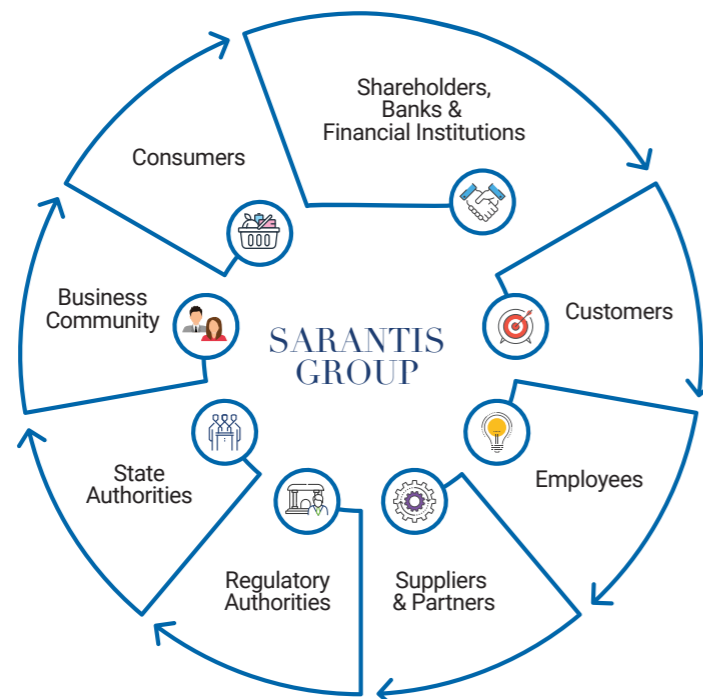 Shareholders,
Banks &
Financial Institutions
Consumers
Business
Community
Customers
SARANTIS
GROUP
State
Authorities
Employees
Regulatory
Authorities
Suppliers
& Partners